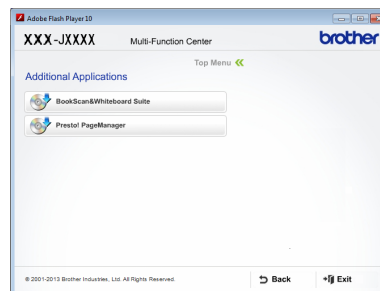 Adobe Flash Player 10
XXX-JXXXX Multi-Function Center brother
Top Menu
Additional Applications
BookScan&Whiteboard Suite
Presto! PageManager
© 2001-2013 Brother Industries, Ltd. All Rights Reserved. Back Exit